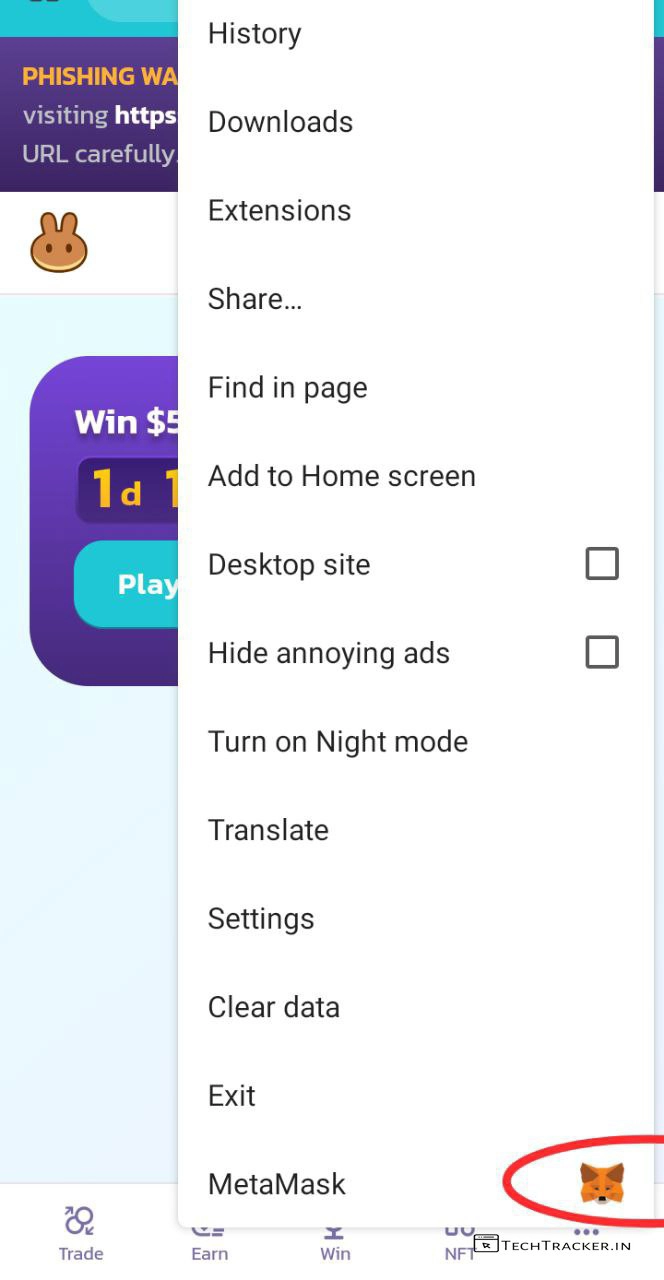 History
PHISHING WA
visiting https:
URL carefully.
Downloads
Extensions
Share...
Find in page
Win $5
1d 1
Add to Home screen
Play
Desktop site
Hide annoying ads
Turn on Night mode
Translate
Settings
Clear data
Exit
MetaMask
Trade
Earn
Win
NFT
TECHTRACKER.IN